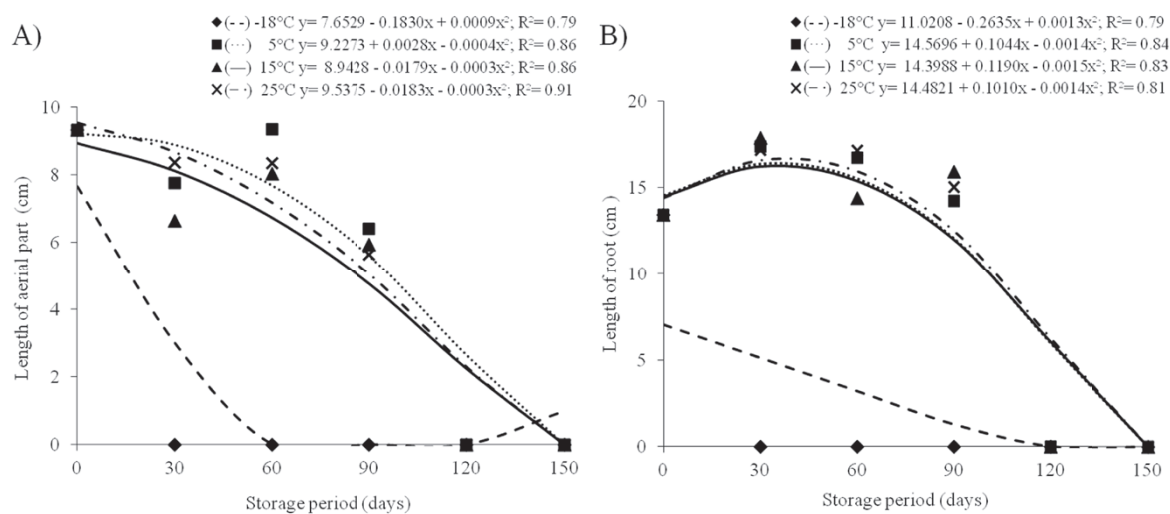 A)
(- -) -18°C y= 7.6529 - 0.1830x + 0.0009x²; R²= 0.79
(···) 5°C y= 9.2273 + 0.0028x - 0.0004x²; R²= 0.86
(—) 15°C y= 8.9428 - 0.0179x - 0.0003x²; R²= 0.86
(– ·) 25°C y= 9.5375 - 0.0183x - 0.0003x²; R²= 0.91
Length of aerial part (cm)
10
8
6
4
2
0
0 30 60 90 120 150
Storage period (days)
B)
(- -) -18°C y= 11.0208 - 0.2635x + 0.0013x²; R²= 0.79
(···) 5°C y= 14.5696 + 0.1044x - 0.0014x²; R²= 0.84
(—) 15°C y= 14.3988 + 0.1190x - 0.0015x²; R²= 0.83
(– ·) 25°C y= 14.4821 + 0.1010x - 0.0014x²; R²= 0.81
Length of root (cm)
20
15
10
5
0
0 30 60 90 120 150
Storage period (days)